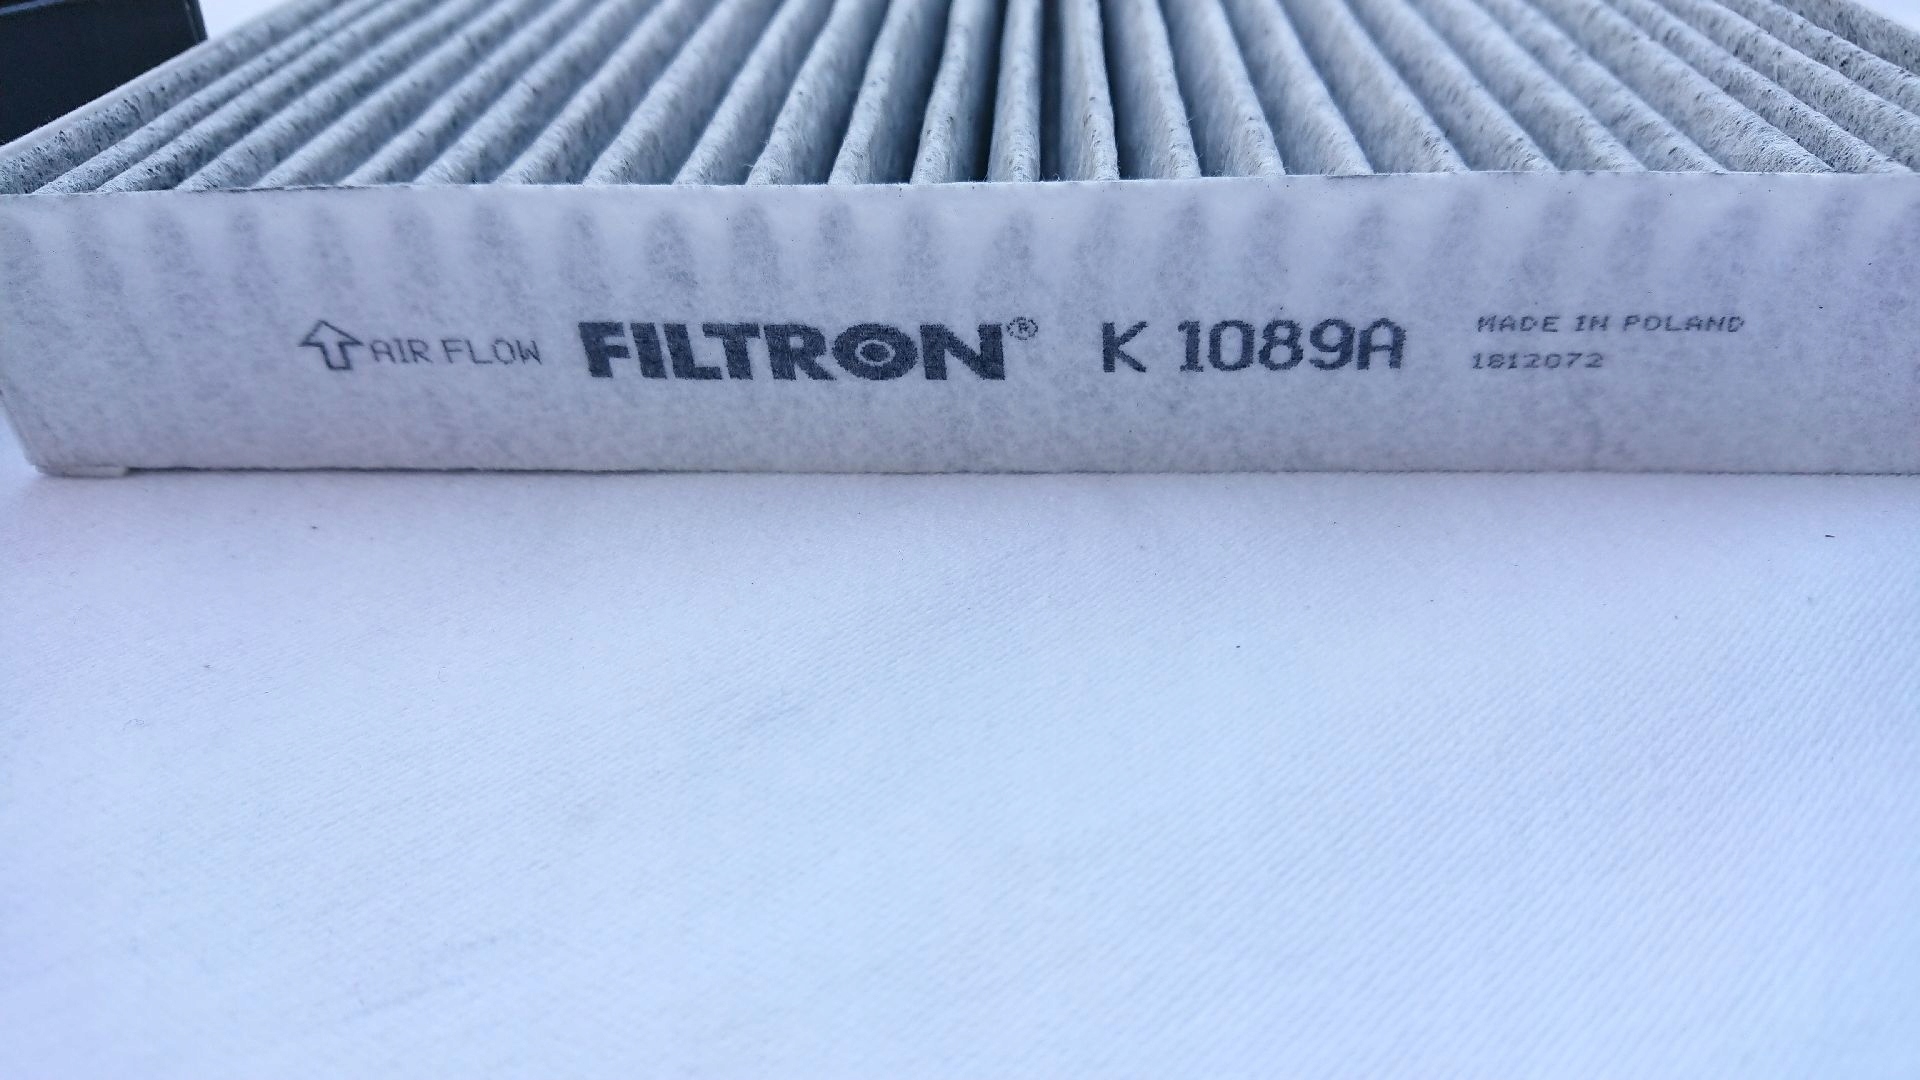 AIR FLOW FILTRON® K 1089A
MADE IN POLAND
1812072